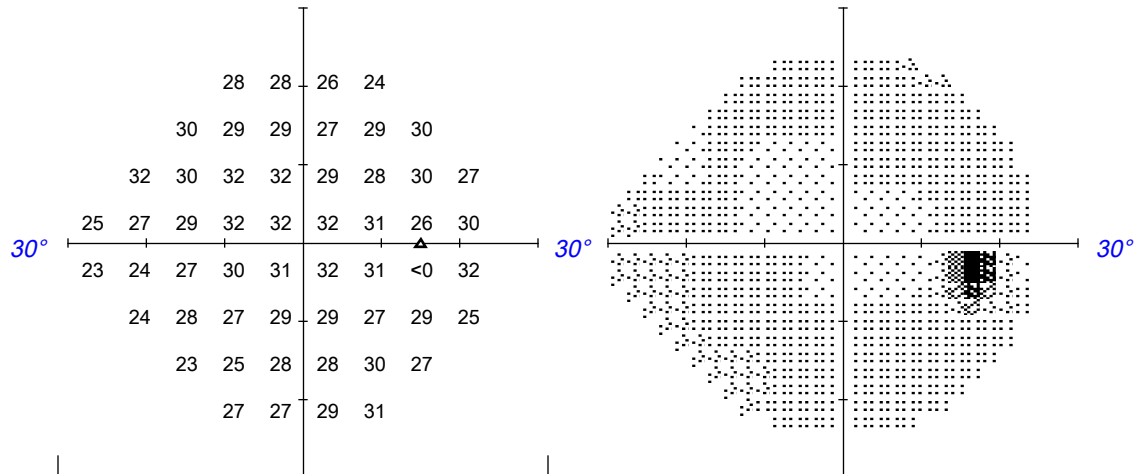 28 28 26 24
30 29 29 27 29 30
32 30 32 32 29 28 30 27
25 27 29 32 32 32 31 26 30
30° 30° 30°
23 24 27 30 31 32 31 <0 32
24 28 27 29 29 27 29 25
23 25 28 28 30 27
27 27 29 31